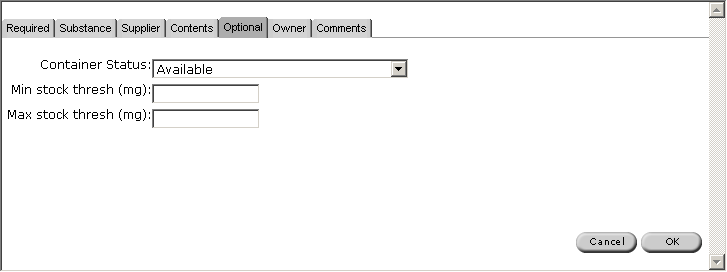 Required Substance Supplier Contents Optional Owner Comments
Container Status: Available
Min stock thresh (mg):
Max stock thresh (mg):
Cancel OK